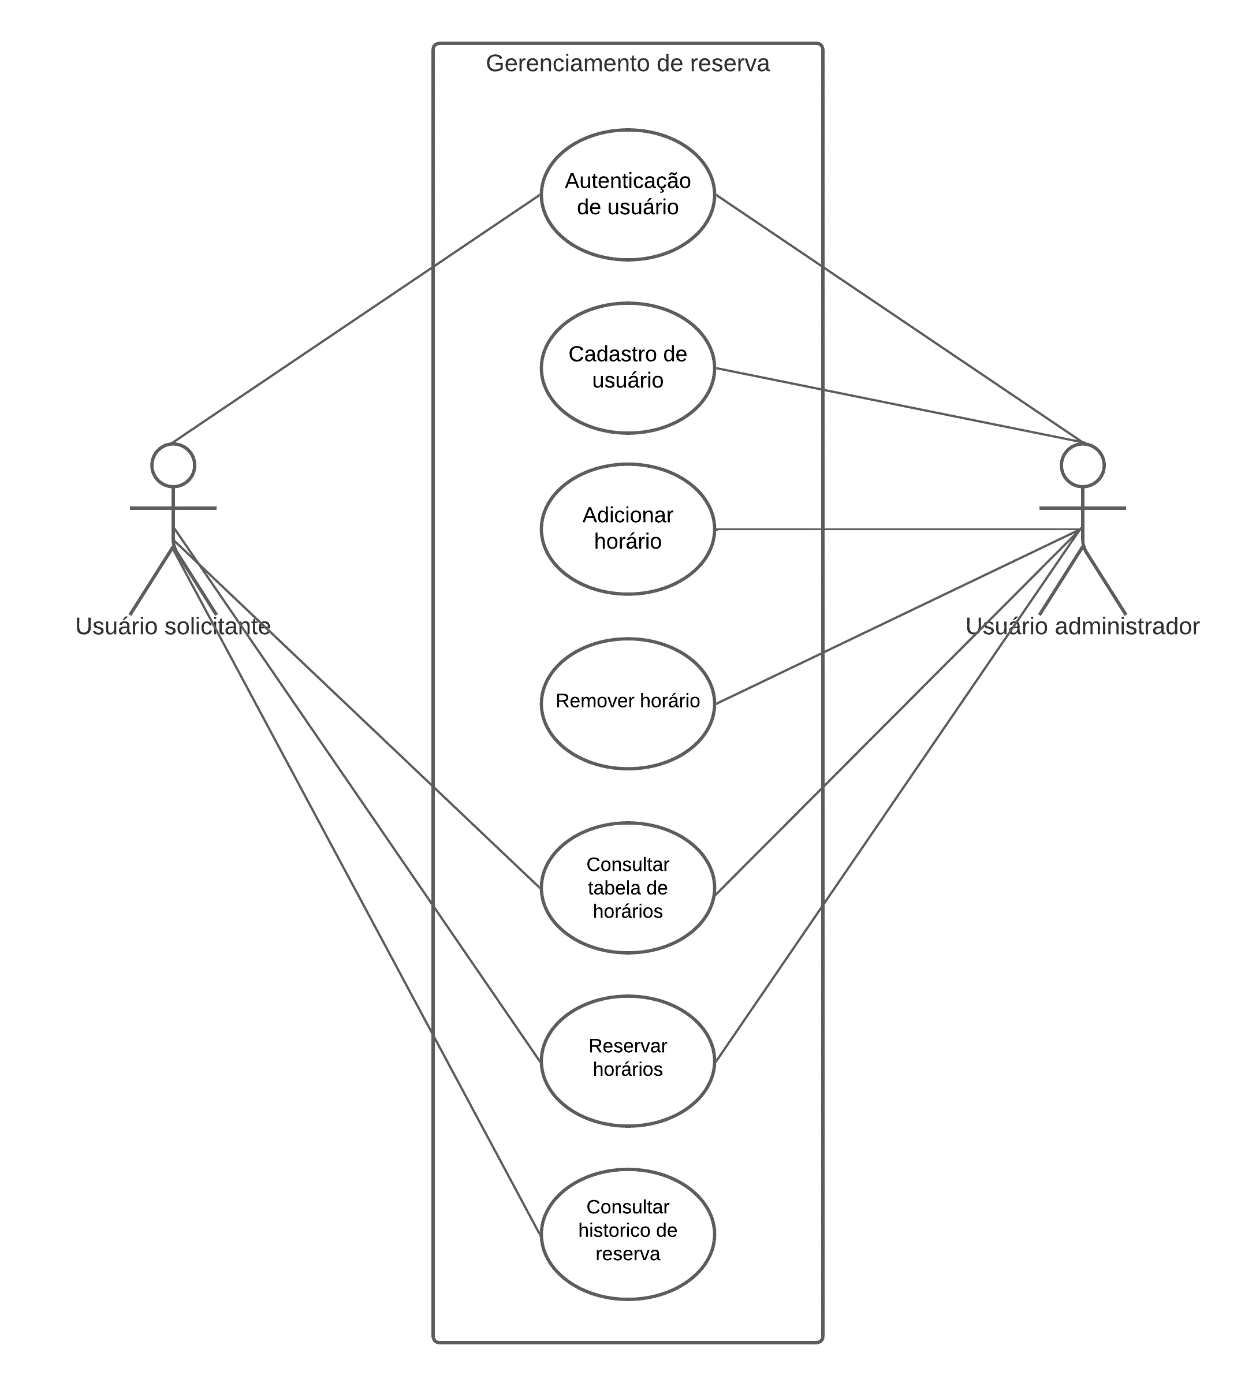 Gerenciamento de reserva
Autenticação
de usuário
Cadastro de
usuário
Adicionar
horário
Usuário solicitante
Usuário administrador
Remover horário
Consultar
tabela de
horários
Reservar
horários
Consultar
historico de
reserva